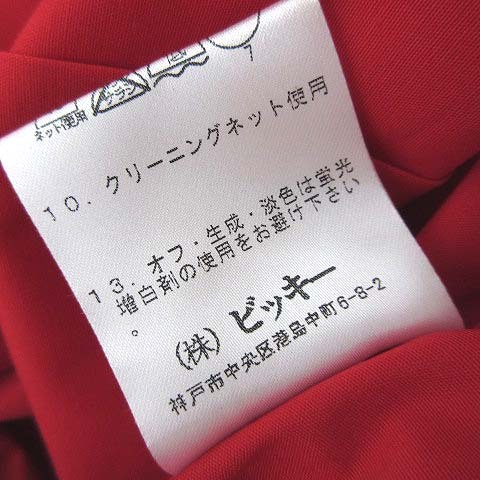 ネット使用
7
10．クリーニングネット使用
13．オフ・生成・淡色は蛍光
増白剤の使用をお避け下さい
。
(株) ビッキー
神戸市中央区港島中町6-8-2